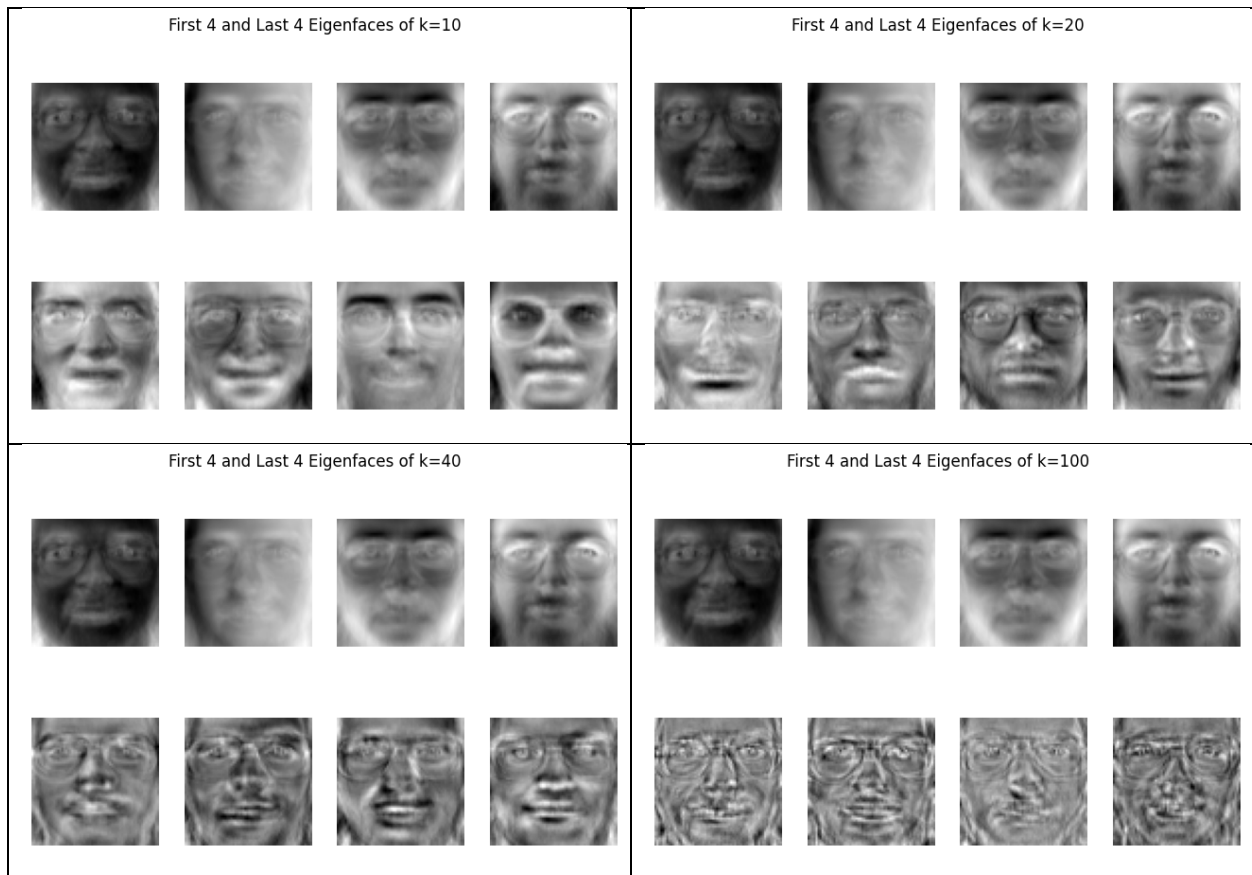 First 4 and Last 4 Eigenfaces of k=10
First 4 and Last 4 Eigenfaces of k=20
First 4 and Last 4 Eigenfaces of k=40
First 4 and Last 4 Eigenfaces of k=100